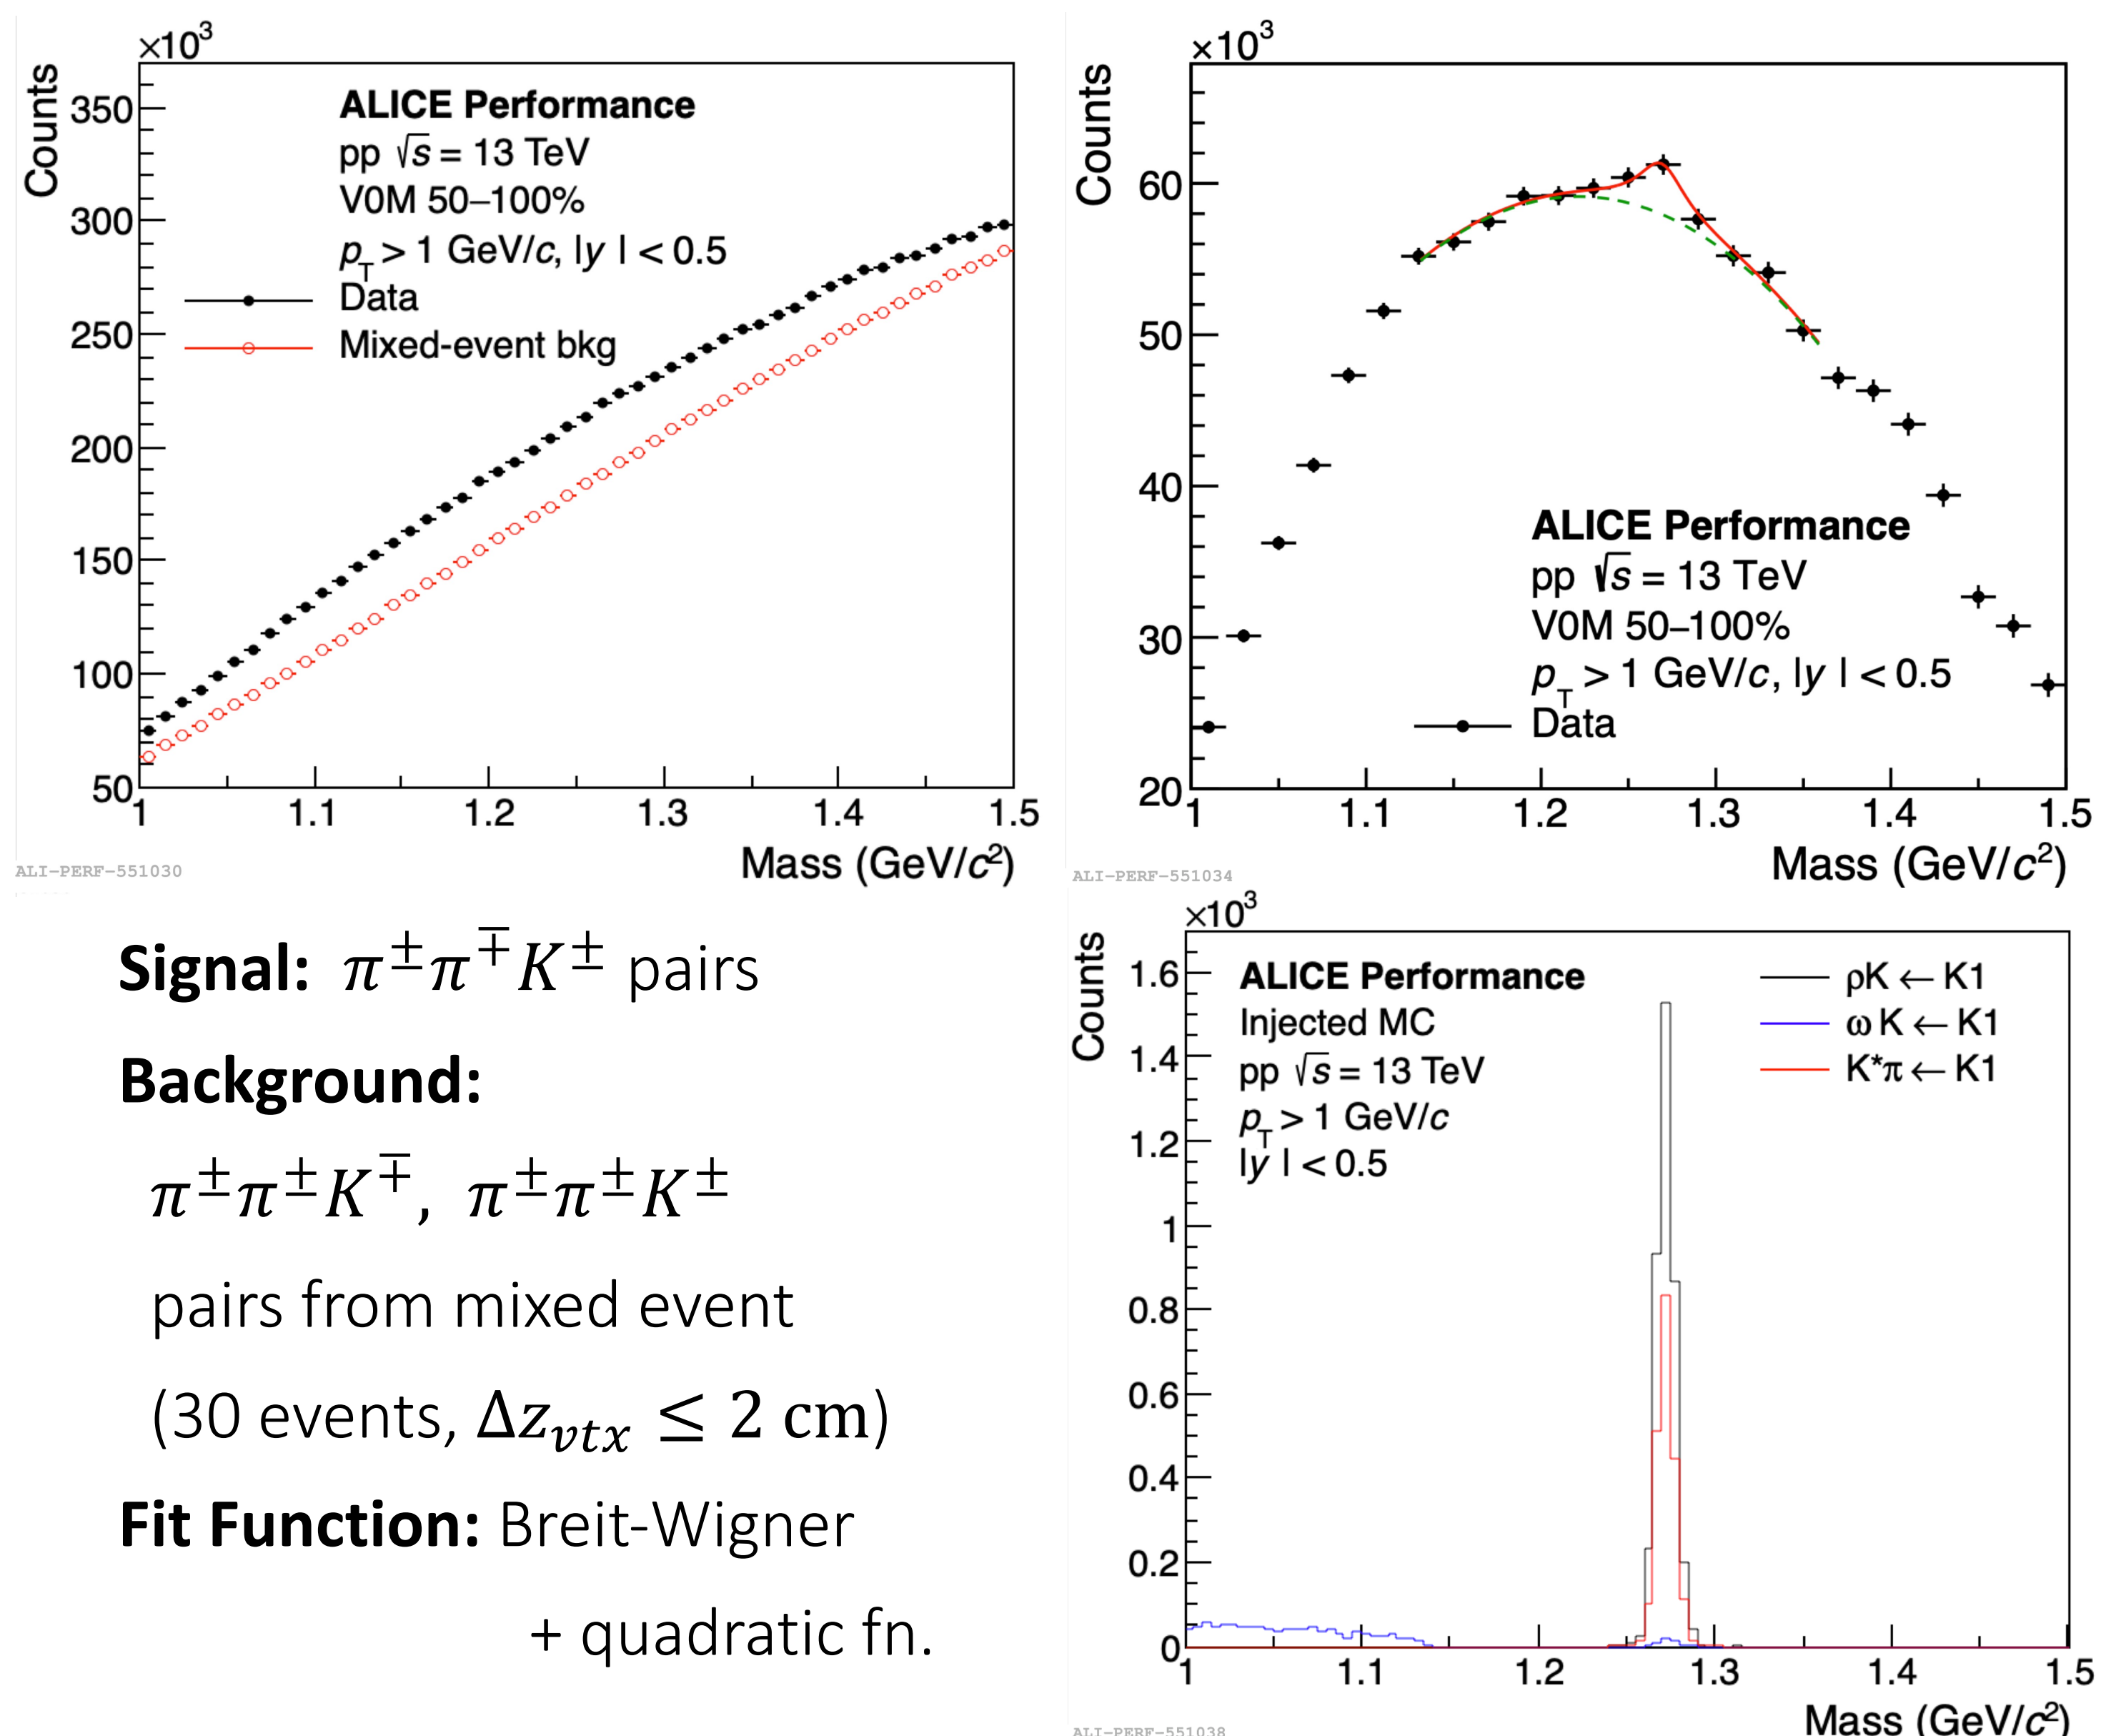 ×10³
Counts
350
300
250
200
150
100
50
ALICE Performance
pp √s = 13 TeV
V0M 50–100%
p_T > 1 GeV/c, |y| < 0.5
Data
Mixed-event bkg
1 1.1 1.2 1.3 1.4 1.5
Mass (GeV/c²)
ALI-PERF-551030
×10³
Counts
60
50
40
30
20
ALICE Performance
pp √s = 13 TeV
V0M 50–100%
p_T > 1 GeV/c, |y| < 0.5
Data
1 1.1 1.2 1.3 1.4 1.5
Mass (GeV/c²)
ALI-PERF-551034
Signal: π±π∓K± pairs
Background:
π±π±K∓, π±π±K±
pairs from mixed event
(30 events, Δz_vtx ≤ 2 cm)
Fit Function: Breit-Wigner
+ quadratic fn.
×10³
Counts
1.6
1.4
1.2
1
0.8
0.6
0.4
0.2
0
ALICE Performance
Injected MC
pp √s = 13 TeV
p_T > 1 GeV/c
|y| < 0.5
ρK ← K1
ω K ← K1
K*π ← K1
1 1.1 1.2 1.3 1.4 1.5
Mass (GeV/c²)
ALI-PERF-551038